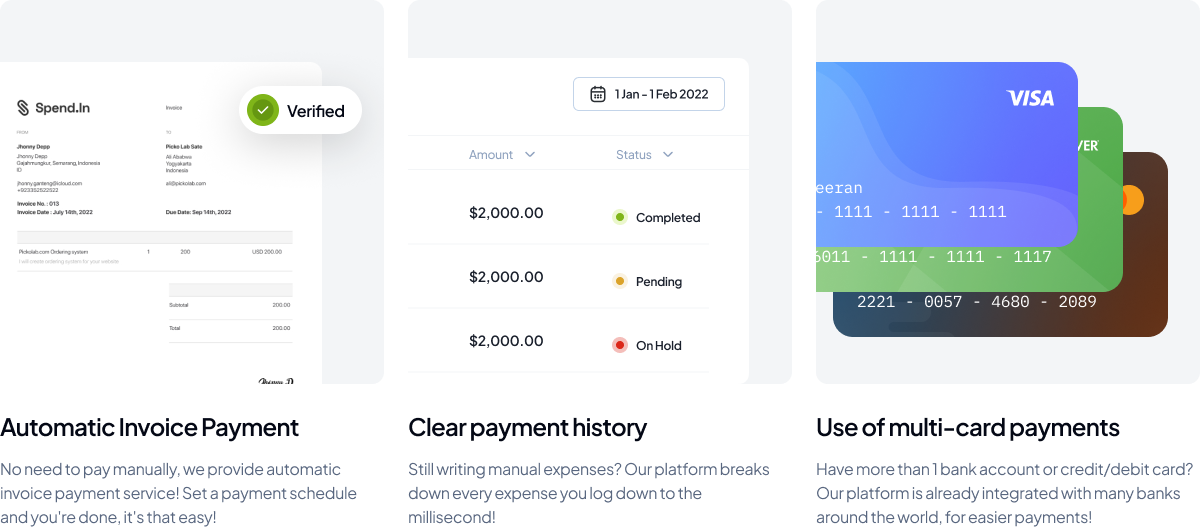 Spend.In
Invoice
Verified
FROM
TO
Jhonny Depp
Picko Lab Sate
Jhonny Depp
Ali Ababwa
Gajahmungkur, Semarang, Indonesia
Yogyakarta
ID
Indonesia
jhonny.ganteng@icloud.com
ali@pickolab.com
+923352522522
Invoice No. : 013
Invoice Date : July 14th, 2022
Due Date: Sep 14th, 2022
Pickolab.com Ordering system 1 200 USD 200.00
I will create ordering system for your website
Subtotal 200.00
Total 200.00
1 Jan - 1 Feb 2022
Amount Status
$2,000.00 Completed
$2,000.00 Pending
$2,000.00 On Hold
VISA
VER
eeran
- 1111 - 1111 - 1111
6011 - 1111 - 1111 - 1117
2221 - 0057 - 4680 - 2089
Automatic Invoice Payment
No need to pay manually, we provide automatic
invoice payment service! Set a payment schedule
and you're done, it's that easy!
Clear payment history
Still writing manual expenses? Our platform breaks
down every expense you log down to the
millisecond!
Use of multi-card payments
Have more than 1 bank account or credit/debit card?
Our platform is already integrated with many banks
around the world, for easier payments!